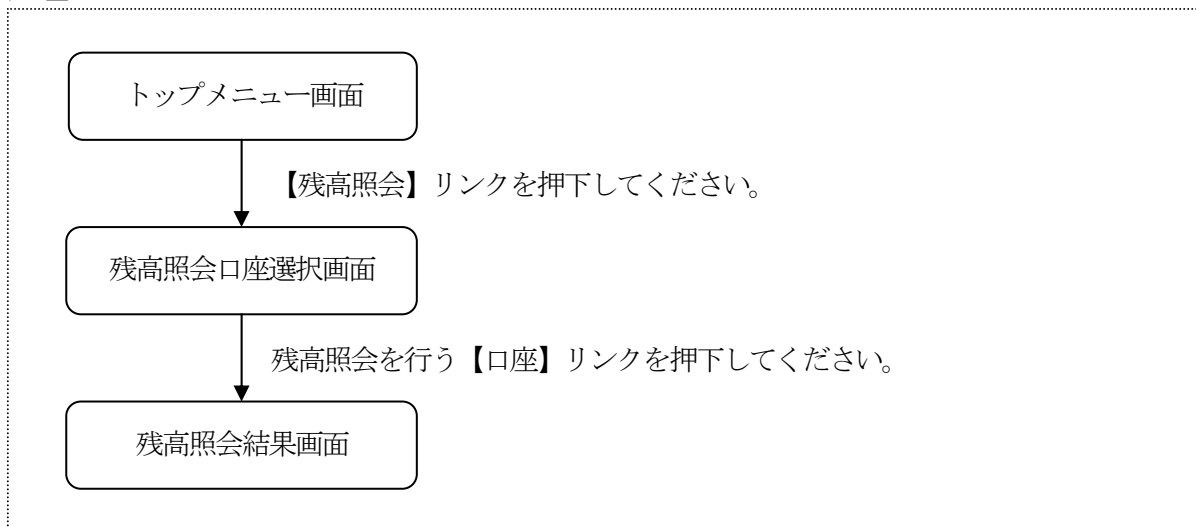 トップメニュー画面
【残高照会】リンクを押下してください。
残高照会口座選択画面
残高照会を行う【口座】リンクを押下してください。
残高照会結果画面